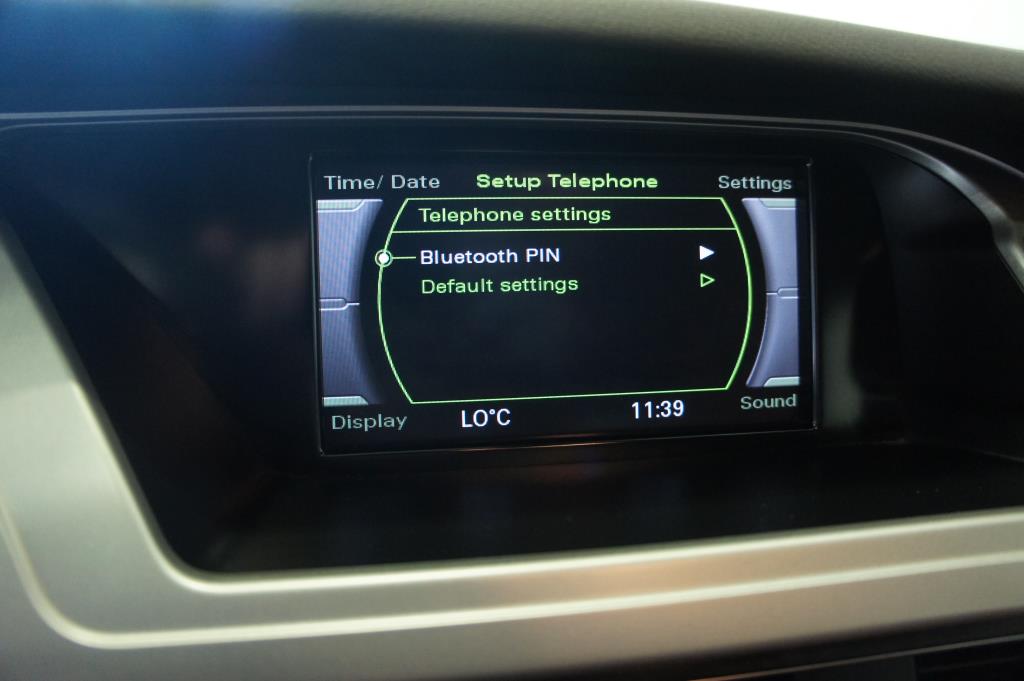 Time/ Date Setup Telephone Settings
Telephone settings
Bluetooth PIN
Default settings
Display LO°C 11:39 Sound